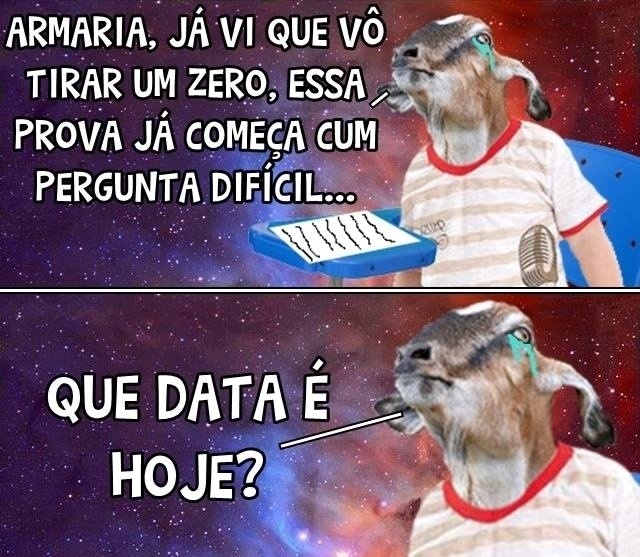 ARMARIA, JÁ VI QUE VÔ
TIRAR UM ZERO, ESSA
PROVA JÁ COMEÇA CUM
PERGUNTA DIFÍCIL...
QUE DATA É
HOJE?